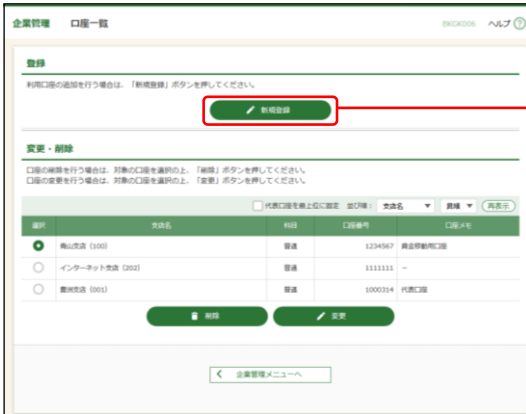 企業管理 口座一覧 BKGK006 ヘルプ ?
登録
利用口座の追加を行う場合は、「新規登録」ボタンを押してください。
新規登録
変更・削除
口座の削除を行う場合は、対象の口座を選択の上、「削除」ボタンを押してください。
口座の変更を行う場合は、対象の口座を選択の上、「変更」ボタンを押してください。
代表口座を最上位に固定 並び順： 支店名 ▼ 昇順 ▼ 再表示
選択 支店名 科目 口座番号 口座メモ
青山支店（100） 普通 1234567 資金移動用口座
インターネット支店（202） 普通 1111111 －
豊洲支店（001） 普通 1000314 代表口座
削除 変更
企業管理メニューへ